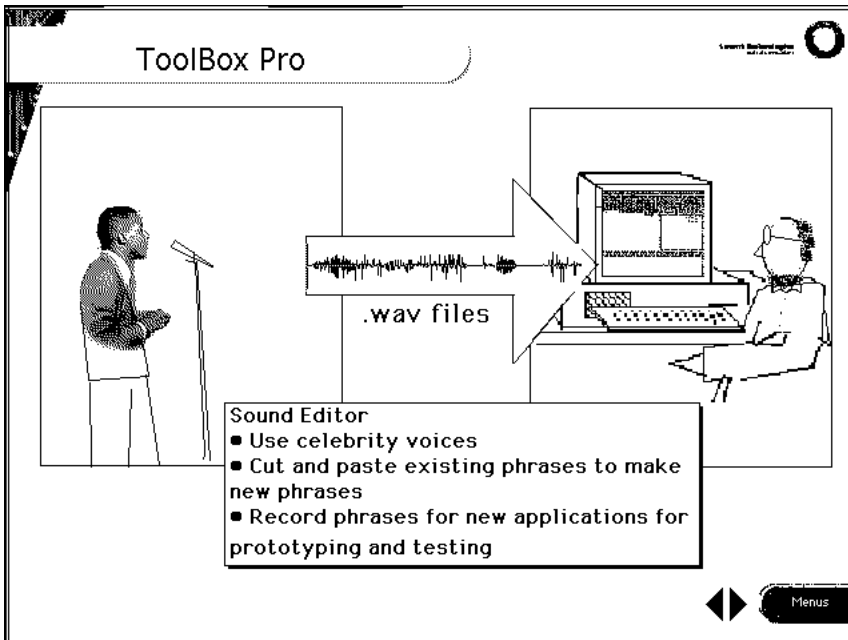 ToolBox Pro
.wav files
Sound Editor
• Use celebrity voices
• Cut and paste existing phrases to make
new phrases
• Record phrases for new applications for
prototyping and testing
Menus